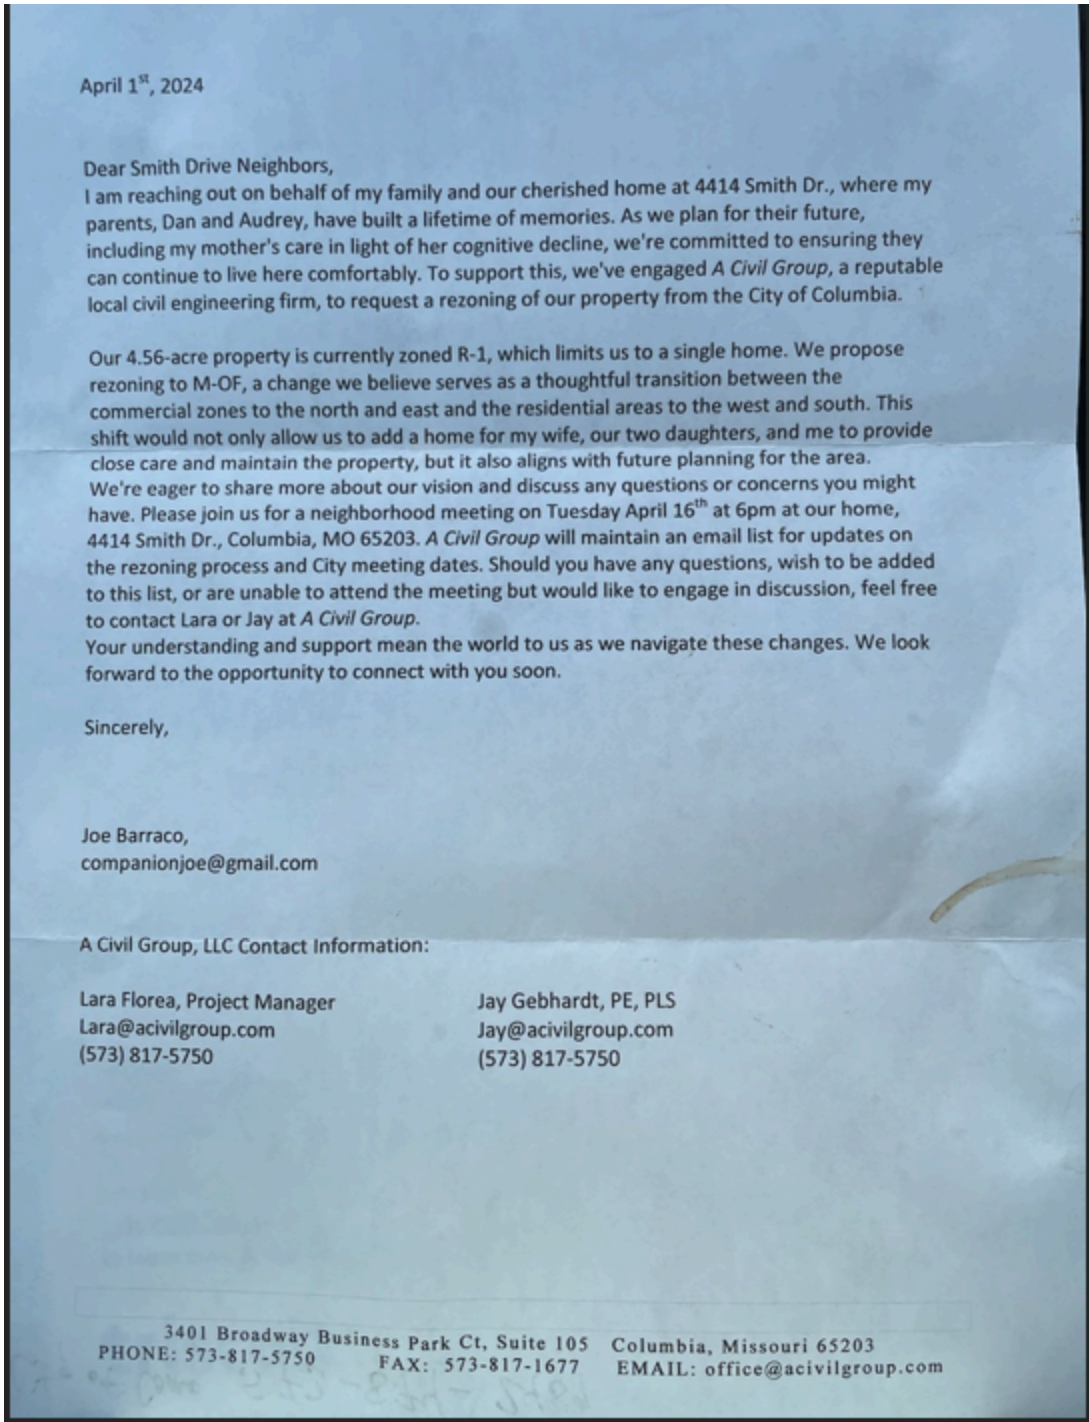 April 1st, 2024
Dear Smith Drive Neighbors,
I am reaching out on behalf of my family and our cherished home at 4414 Smith Dr., where my
parents, Dan and Audrey, have built a lifetime of memories. As we plan for their future,
including my mother's care in light of her cognitive decline, we're committed to ensuring they
can continue to live here comfortably. To support this, we've engaged A Civil Group, a reputable
local civil engineering firm, to request a rezoning of our property from the City of Columbia.
Our 4.56-acre property is currently zoned R-1, which limits us to a single home. We propose
rezoning to M-OF, a change we believe serves as a thoughtful transition between the
commercial zones to the north and east and the residential areas to the west and south. This
shift would not only allow us to add a home for my wife, our two daughters, and me to provide
close care and maintain the property, but it also aligns with future planning for the area.
We're eager to share more about our vision and discuss any questions or concerns you might
have. Please join us for a neighborhood meeting on Tuesday April 16th at 6pm at our home,
4414 Smith Dr., Columbia, MO 65203. A Civil Group will maintain an email list for updates on
the rezoning process and City meeting dates. Should you have any questions, wish to be added
to this list, or are unable to attend the meeting but would like to engage in discussion, feel free
to contact Lara or Jay at A Civil Group.
Your understanding and support mean the world to us as we navigate these changes. We look
forward to the opportunity to connect with you soon.
Sincerely,
Joe Barraco,
companionjoe@gmail.com
A Civil Group, LLC Contact Information:
Lara Florea, Project Manager Jay Gebhardt, PE, PLS
Lara@acivilgroup.com Jay@acivilgroup.com
(573) 817-5750 (573) 817-5750
3401 Broadway Business Park Ct, Suite 105 Columbia, Missouri 65203
PHONE: 573-817-5750 FAX: 573-817-1677 EMAIL: office@acivilgroup.com